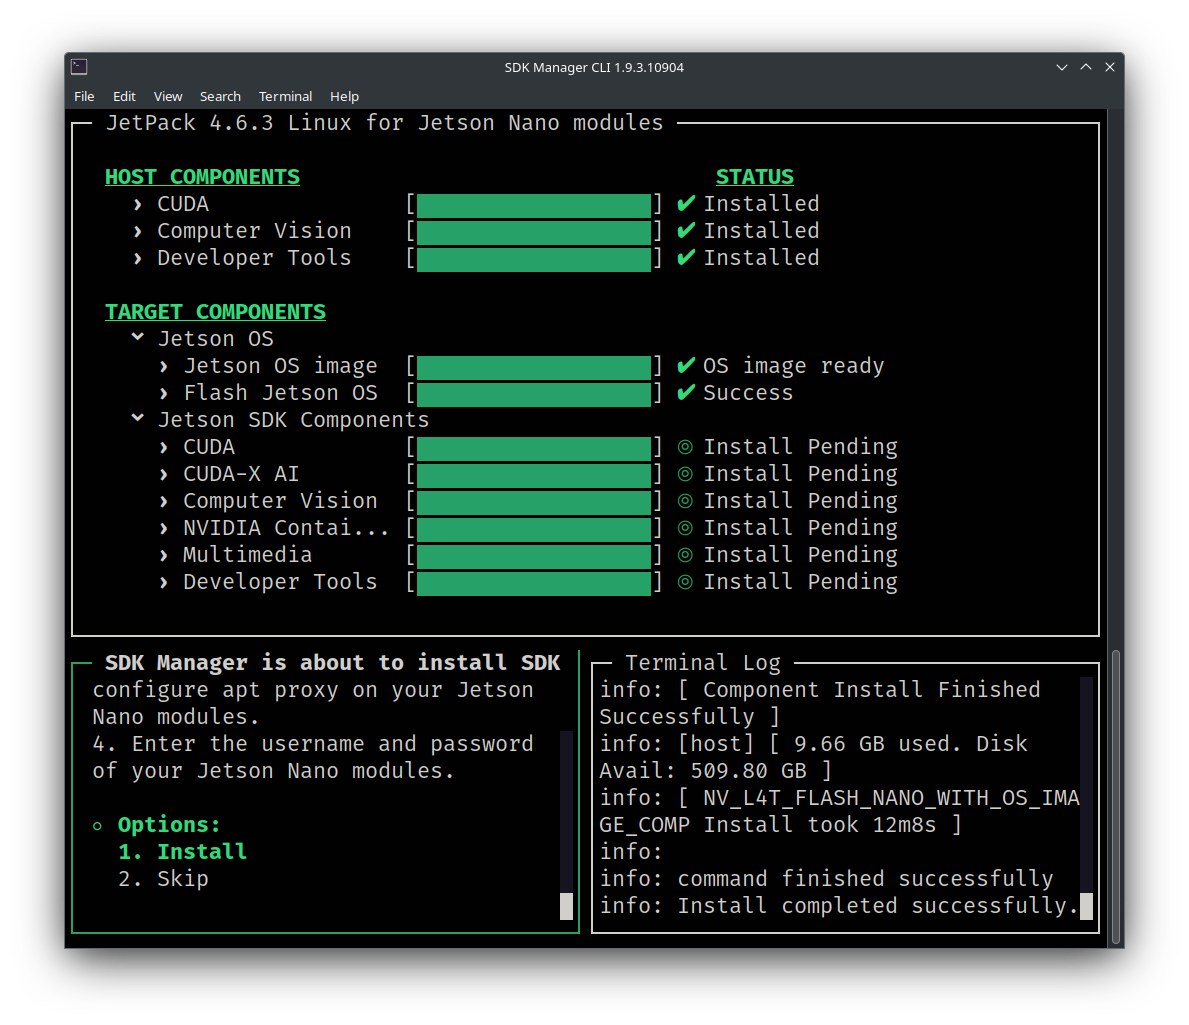 SDK Manager CLI 1.9.3.10904
File Edit View Search Terminal Help
JetPack 4.6.3 Linux for Jetson Nano modules
HOST COMPONENTS STATUS
› CUDA [ ] ✔ Installed
› Computer Vision [ ] ✔ Installed
› Developer Tools [ ] ✔ Installed
TARGET COMPONENTS
⌄ Jetson OS
› Jetson OS image [ ] ✔ OS image ready
› Flash Jetson OS [ ] ✔ Success
⌄ Jetson SDK Components
› CUDA [ ] ◎ Install Pending
› CUDA-X AI [ ] ◎ Install Pending
› Computer Vision [ ] ◎ Install Pending
› NVIDIA Contai... [ ] ◎ Install Pending
› Multimedia [ ] ◎ Install Pending
› Developer Tools [ ] ◎ Install Pending
SDK Manager is about to install SDK
configure apt proxy on your Jetson
Nano modules.
4. Enter the username and password
of your Jetson Nano modules.
◦ Options:
1. Install
2. Skip
Terminal Log
info: [ Component Install Finished
Successfully ]
info: [host] [ 9.66 GB used. Disk
Avail: 509.80 GB ]
info: [ NV_L4T_FLASH_NANO_WITH_OS_IMA
GE_COMP Install took 12m8s ]
info:
info: command finished successfully
info: Install completed successfully.